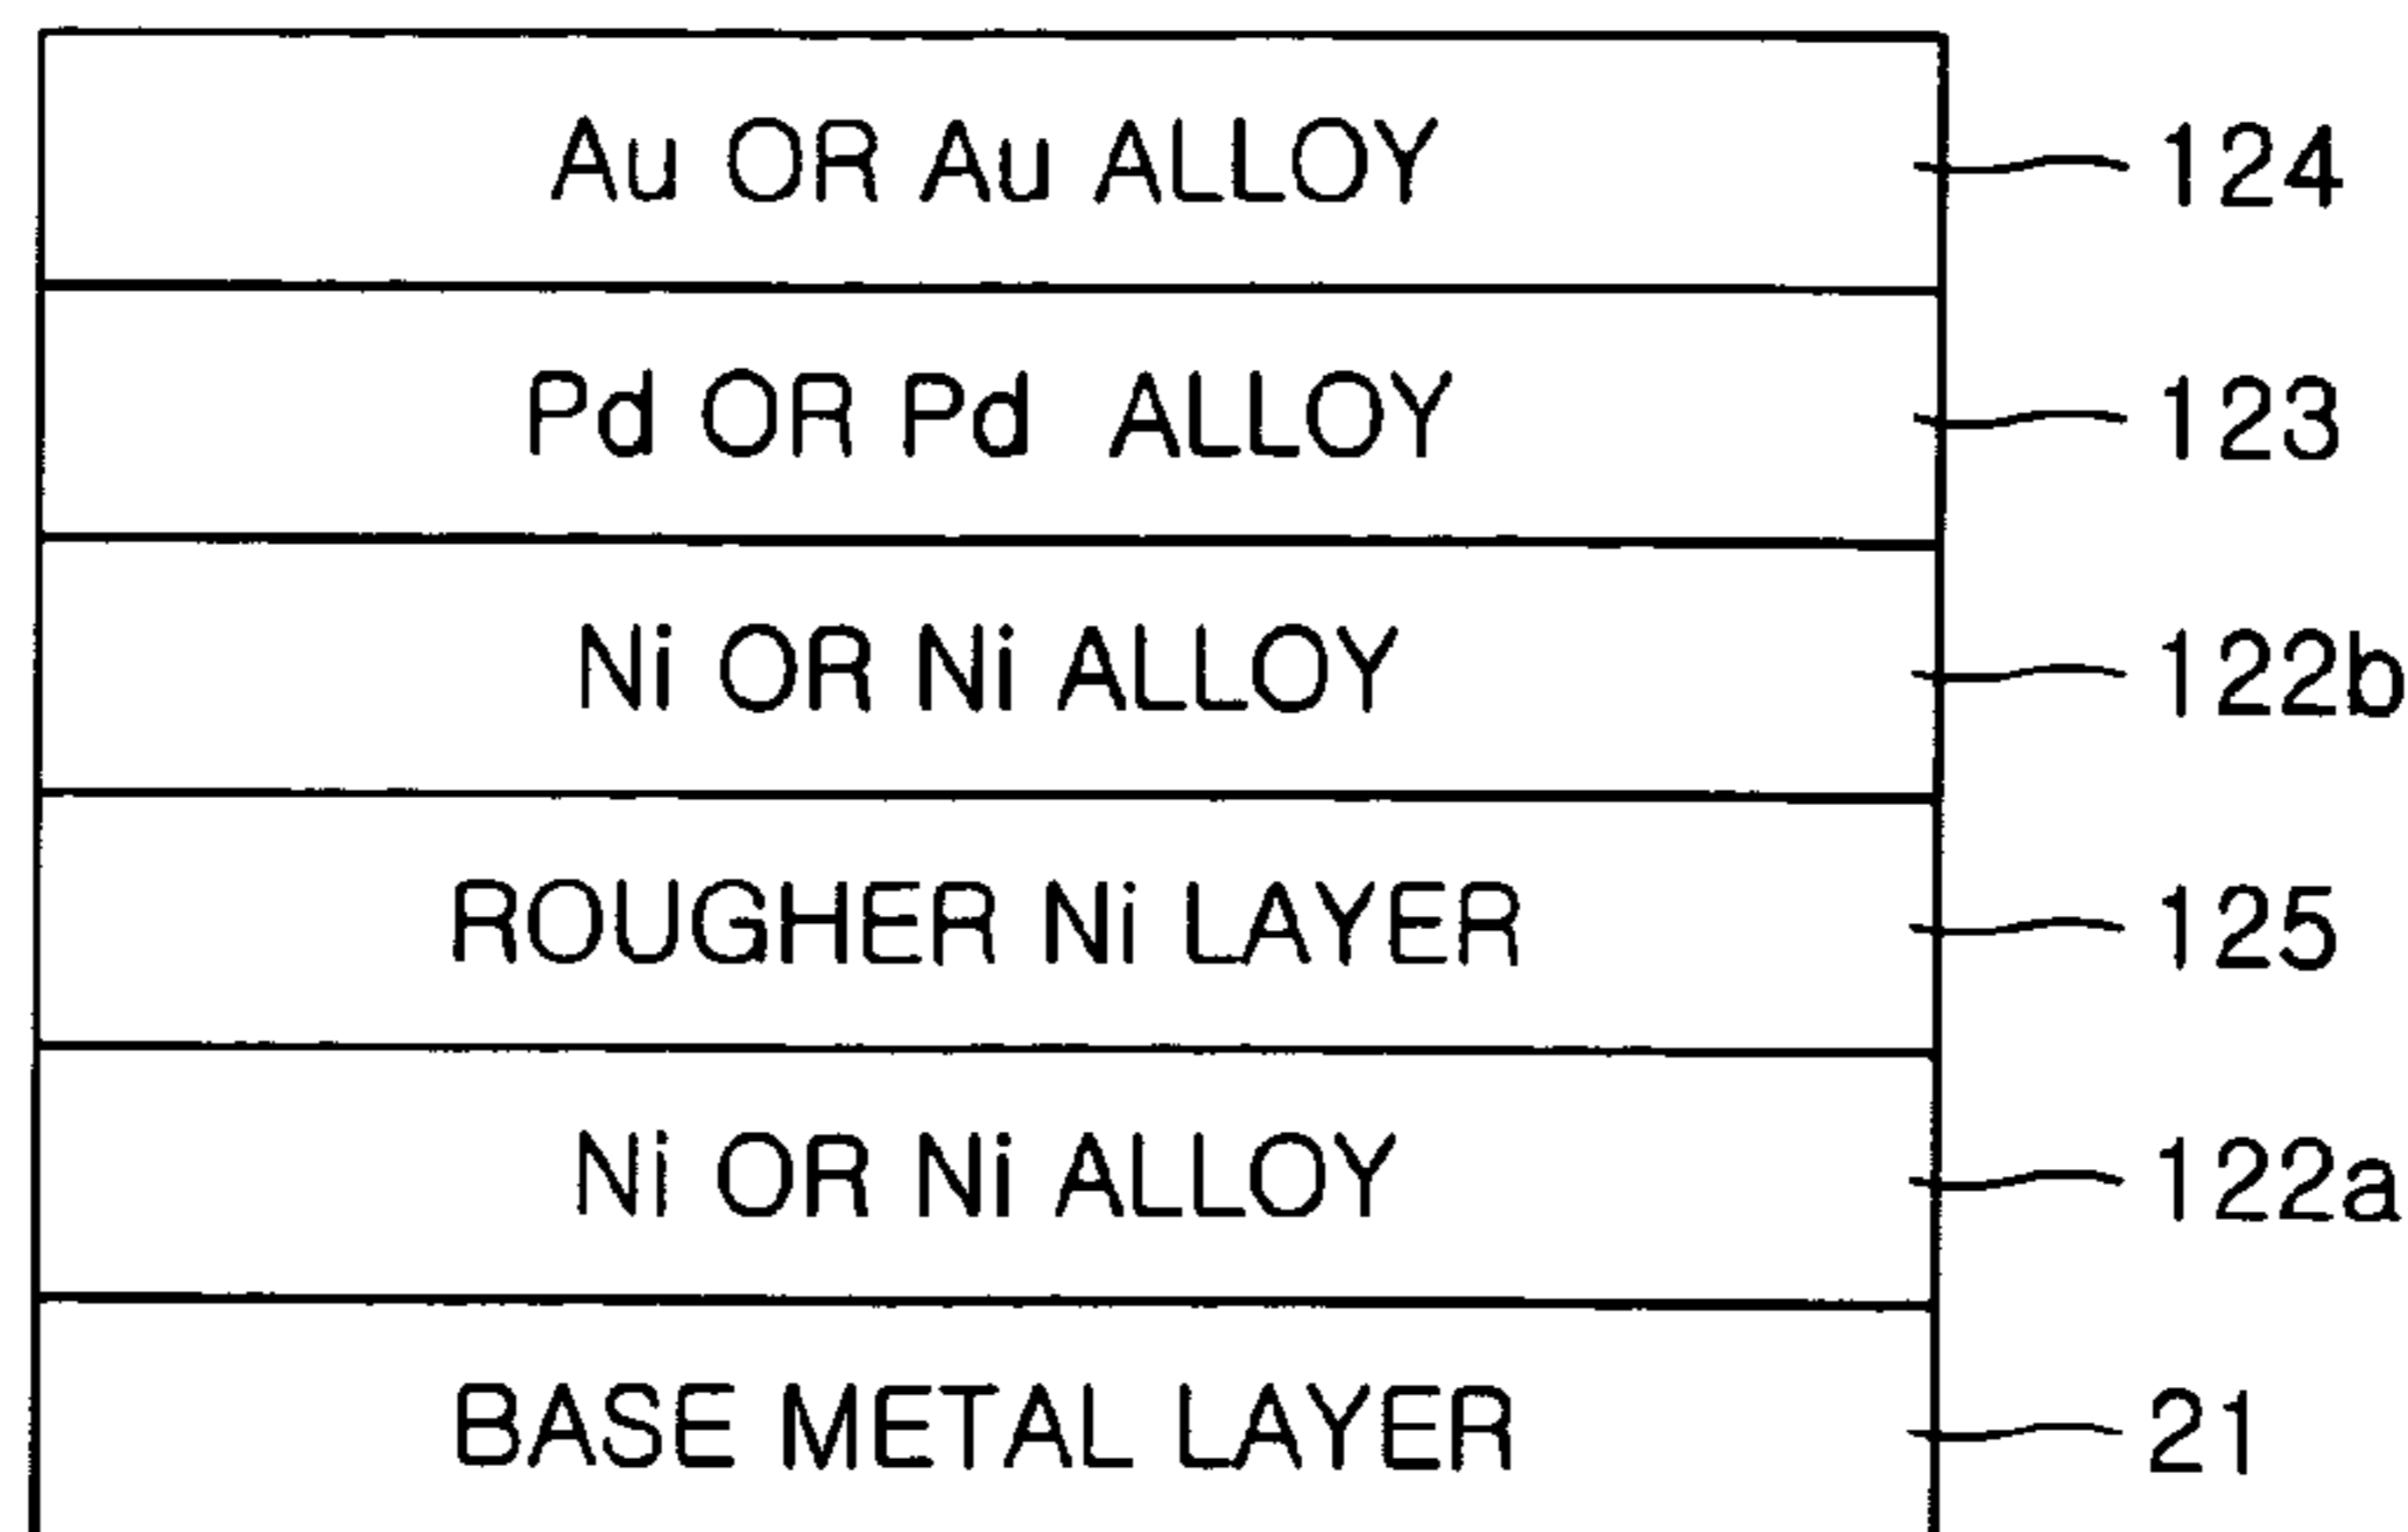 Au OR Au ALLOY 124
Pd OR Pd ALLOY 123
Ni OR Ni ALLOY 122b
ROUGHER Ni LAYER 125
Ni OR Ni ALLOY 122a
BASE METAL LAYER 21